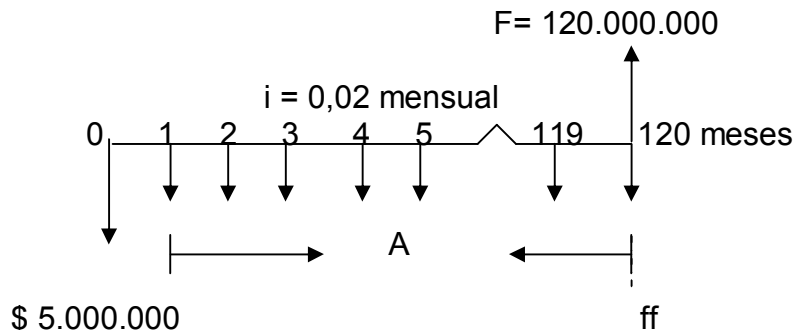 F= 120.000.000
i = 0,02 mensual
0 1 2 3 4 5 119 120 meses
A
$ 5.000.000 ff